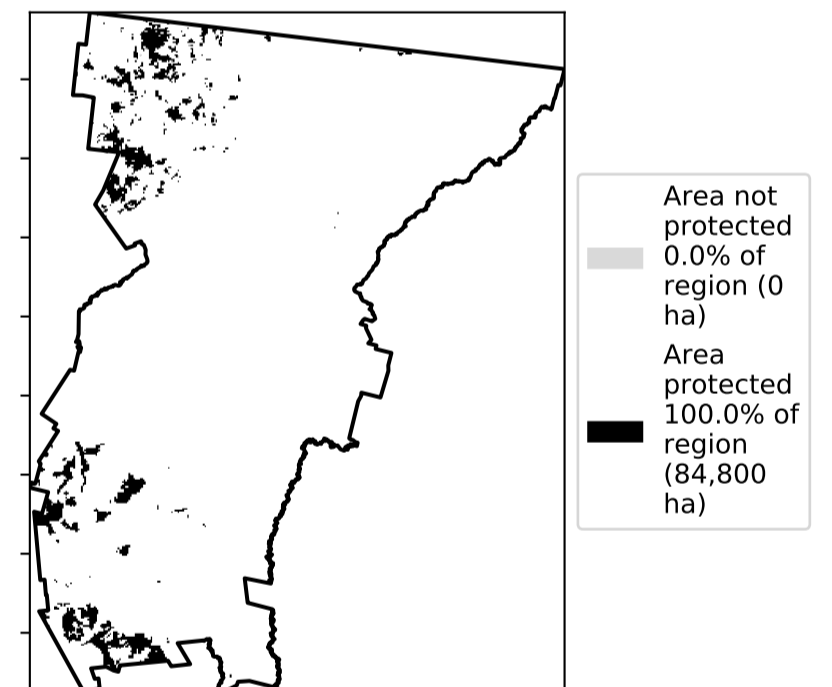 Area not
protected
0.0% of
region (0
ha)
Area
protected
100.0% of
region
(84,800
ha)